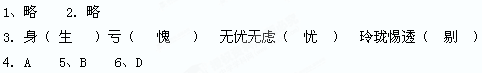 1、略 2. 略
3. 身（ 生 ）亏（ 愧 ） 无优无虑（ 忧 ） 玲珑惕透（ 剔 ）
4. A 5、B 6、D